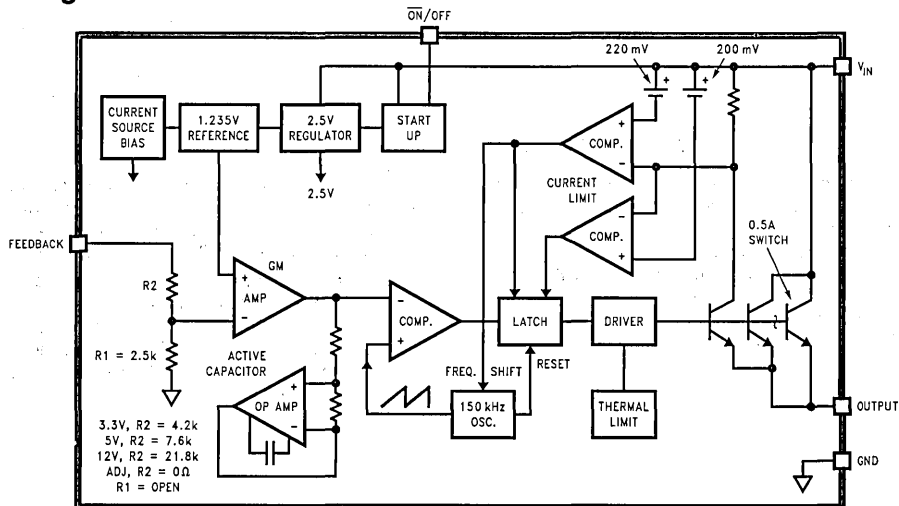 g
O̅N̅/OFF
220 mV
200 mV
+
+
VIN
CURRENT
SOURCE
BIAS
1.235V
REFERENCE
2.5V
REGULATOR
START
UP
2.5V
+
COMP.
−
CURRENT
LIMIT
−
COMP.
+
0.5A
SWITCH
FEEDBACK
R2
R1 = 2.5k
GM
+
AMP
−
−
COMP.
+
LATCH
DRIVER
ACTIVE
CAPACITOR
+
OP AMP
−
FREQ. SHIFT
RESET
150 kHz
OSC.
THERMAL
LIMIT
OUTPUT
GND
3.3V, R2 = 4.2k
5V, R2 = 7.6k
12V, R2 = 21.8k
ADJ, R2 = 0Ω
R1 = OPEN